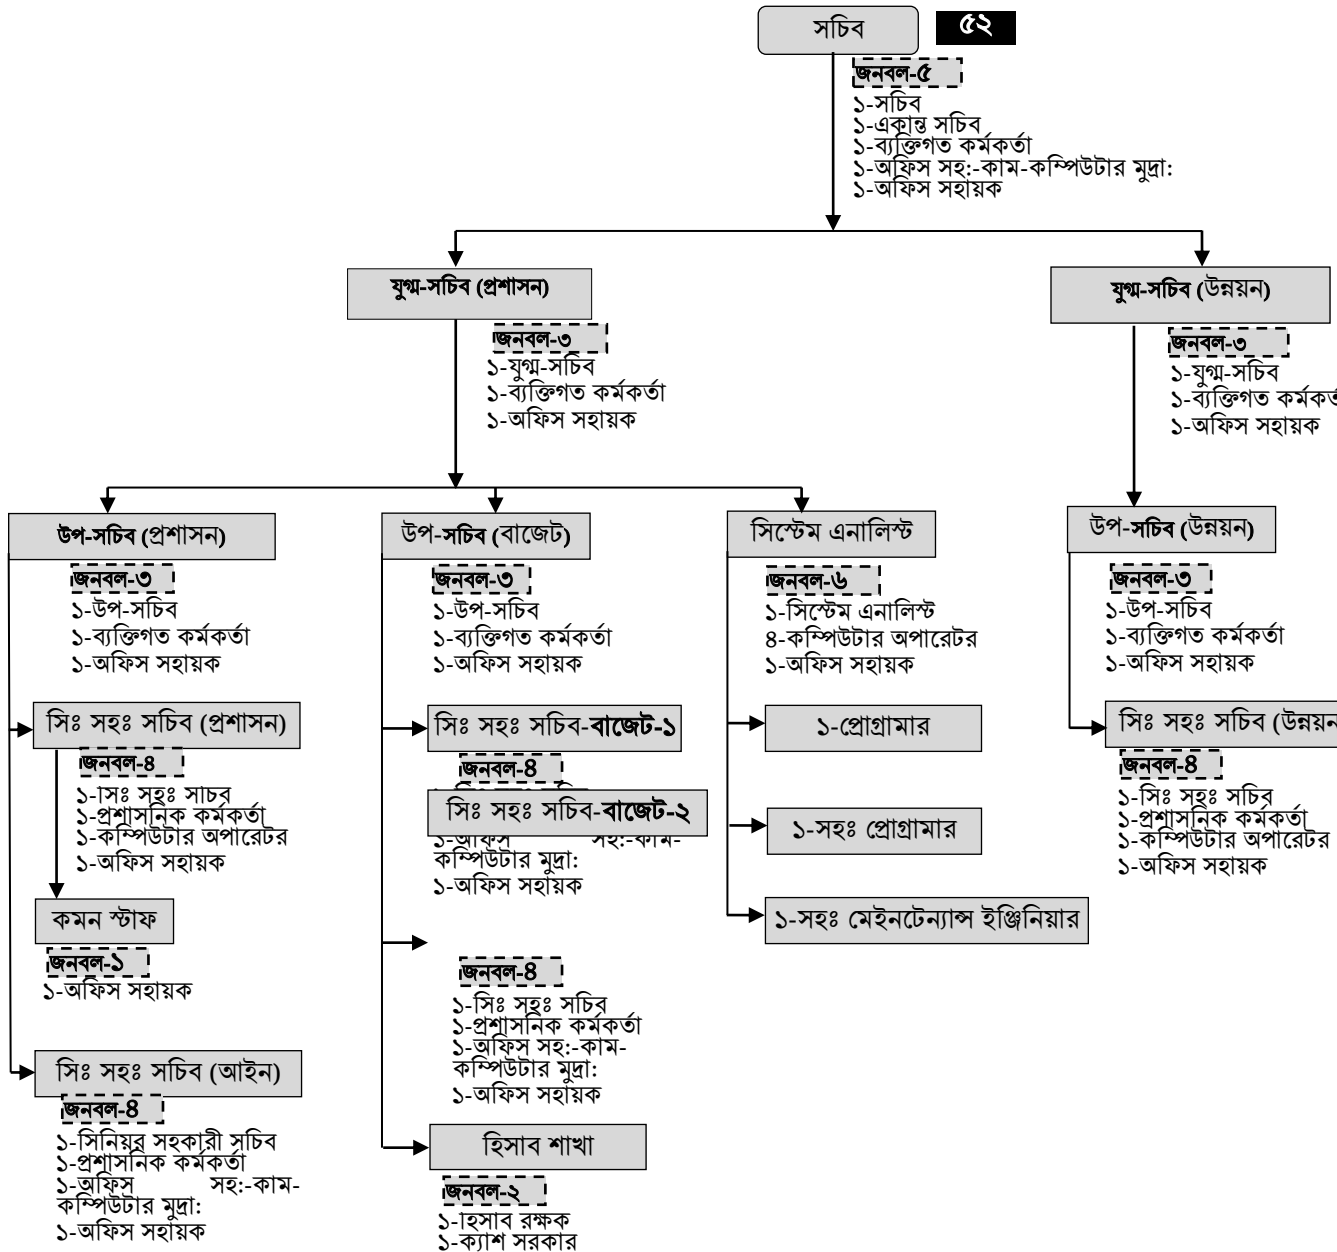 সচিব
৫২
জনবল-৫
১-সচিব
১-একান্ত সচিব
১-ব্যক্তিগত কর্মকর্তা
১-অফিস সহ:-কাম-কম্পিউটার মুদ্রা:
১-অফিস সহায়ক
যুগ্ম-সচিব (প্রশাসন)
জনবল-৩
১-যুগ্ম-সচিব
১-ব্যক্তিগত কর্মকর্তা
১-অফিস সহায়ক
যুগ্ম-সচিব (উন্নয়ন)
জনবল-৩
১-যুগ্ম-সচিব
১-ব্যক্তিগত
১-অফিস সহায়ক
উপ-সচিব (প্রশাসন)
জনবল-৩
১-উপ-সচিব
১-ব্যক্তিগত কর্মকর্তা
১-অফিস সহায়ক
সিঃ সহঃ সচিব (প্রশাসন)
জনবল-৪
১-সিঃ সহঃ সচিব
১-প্রশাসনিক কর্মকর্তা
১-কম্পিউটার অপারেটর
১-অফিস সহায়ক
কমন স্টাফ
জনবল-১
১-অফিস সহায়ক
সিঃ সহঃ সচিব (আইন)
জনবল-৪
১-সিনিয়র সহকারী সচিব
১-প্রশাসনিক কর্মকর্তা
১-অফিস সহ:-কাম-
কম্পিউটার মুদ্রা:
১-অফিস সহায়ক
উপ-সচিব (বাজেট)
জনবল-৩
১-উপ-সচিব
১-ব্যক্তিগত কর্মকর্তা
১-অফিস সহায়ক
সিঃ সহঃ সচিব-বাজেট-১
জনবল-৪
সিঃ সহঃ সচিব-বাজেট-২
১-অফিস সহ:-কাম-
কম্পিউটার মুদ্রা:
১-অফিস সহায়ক
জনবল-৪
১-সিঃ সহঃ সচিব
১-প্রশাসনিক কর্মকর্তা
১-অফিস সহ:-কাম-
কম্পিউটার মুদ্রা:
১-অফিস সহায়ক
হিসাব শাখা
জনবল-২
১-হিসাব রক্ষক
১-ক্যাশ সরকার
সিস্টেম এনালিস্ট
জনবল-৬
১-সিস্টেম এনালিস্ট
৪-কম্পিউটার অপারেটর
১-অফিস সহায়ক
১-প্রোগ্রামার
১-সহঃ প্রোগ্রামার
১-সহঃ মেইনটেন্যান্স ইঞ্জিনিয়ার
উপ-সচিব (উন্নয়ন)
জনবল-৩
১-উপ-সচিব
১-ব্যক্তিগত কর্মকর্তা
১-অফিস সহায়ক
সিঃ সহঃ সচিব (উন্নয়ন
জনবল-৪
১-সিঃ সহঃ সচিব
১-প্রশাসনিক কর্মকর্তা
১-কম্পিউটার অপারেটর
১-অফিস সহায়ক